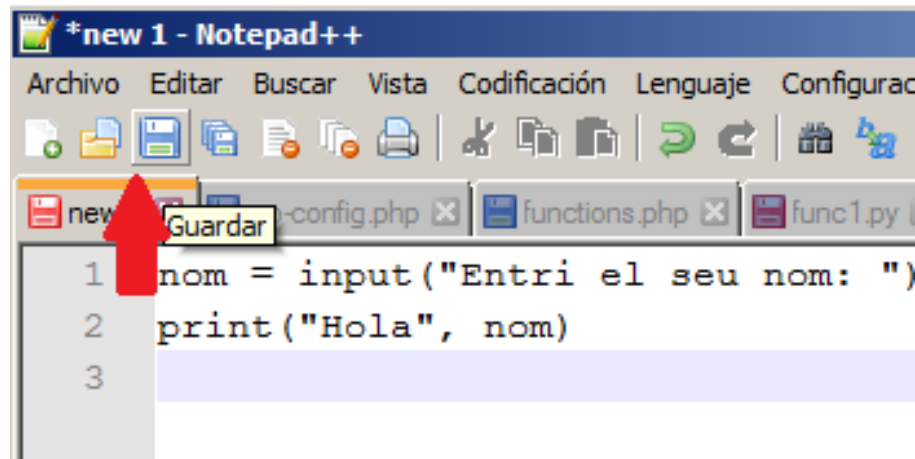 *new 1 - Notepad++
Archivo Editar Buscar Vista Codificación Lenguaje Configurac
new -config.php functions.php func1.py
Guardar
1 nom = input("Entri el seu nom: ")
2 print("Hola", nom)
3